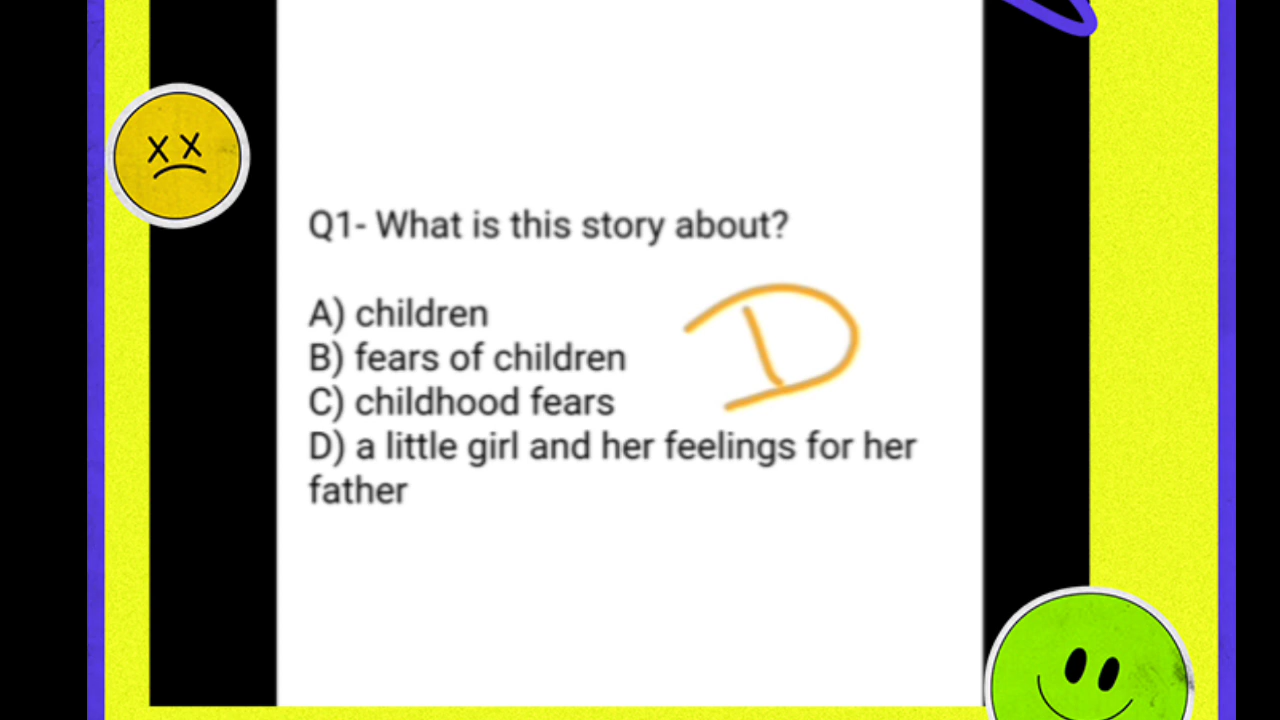 Q1- What is this story about?
A) children
B) fears of children
C) childhood fears
D) a little girl and her feelings for her
father
D